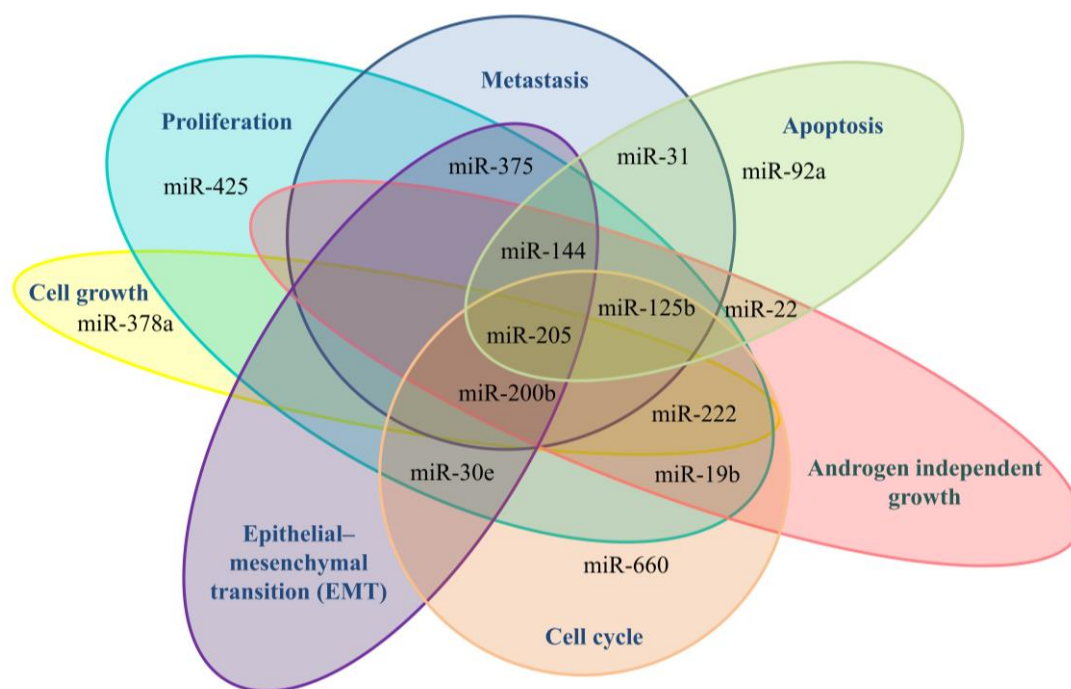 Metastasis
Proliferation
Apoptosis
miR-31
miR-375
miR-92a
miR-425
miR-144
Cell growth
miR-125b
miR-22
miR-378a
miR-205
miR-200b
miR-222
miR-30e
miR-19b
Androgen independent
growth
Epithelial–
mesenchymal
transition (EMT)
miR-660
Cell cycle